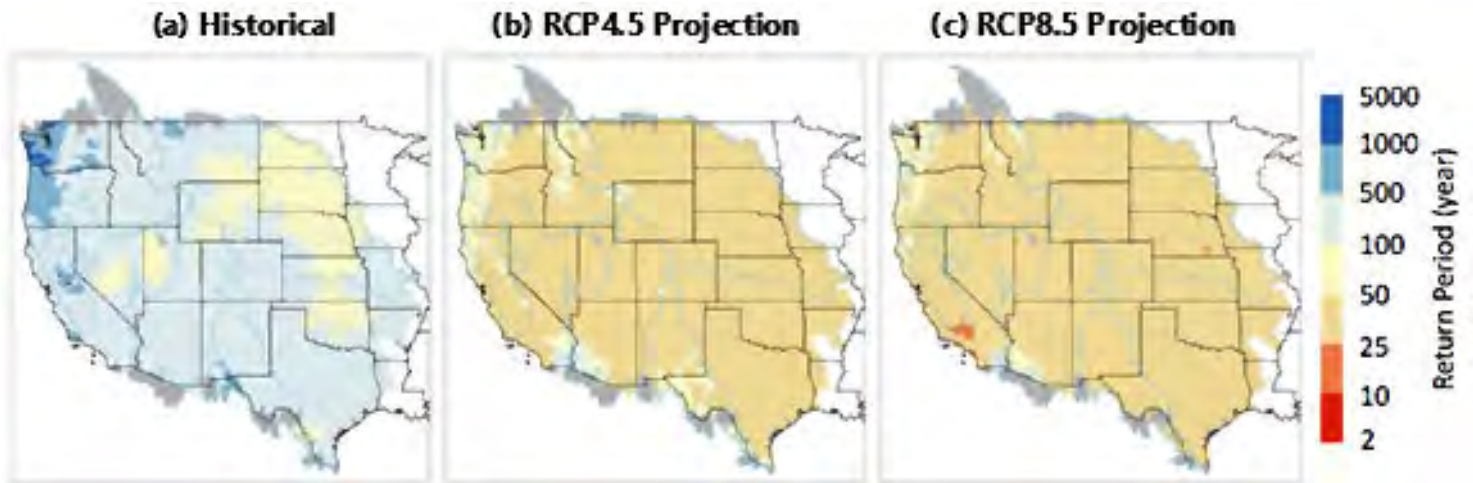 (a) Historical
(b) RCP4.5 Projection
(c) RCP8.5 Projection
5000
1000
500
100
50
25
10
2
Return Period (year)